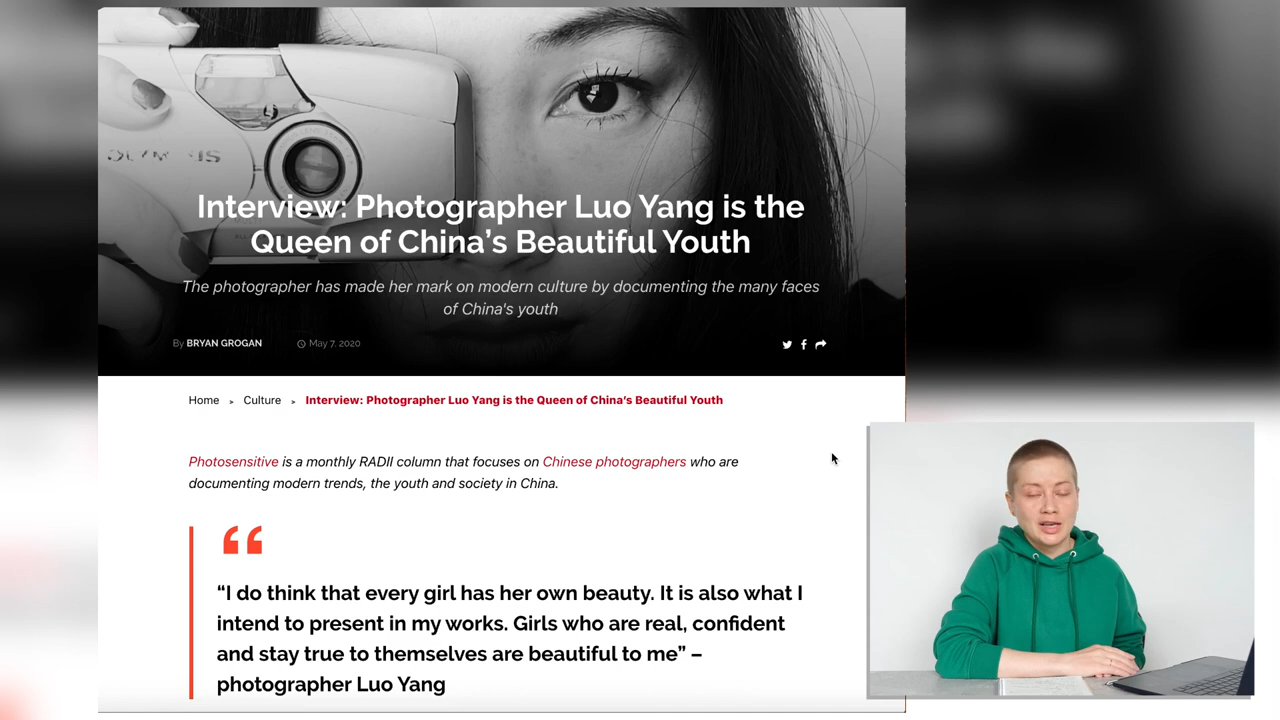 OLYMPUS
Interview: Photographer Luo Yang is the
Queen of China’s Beautiful Youth
The photographer has made her mark on modern culture by documenting the many faces
of China's youth
By BRYAN GROGAN May 7, 2020
Home > Culture > Interview: Photographer Luo Yang is the Queen of China’s Beautiful Youth
Photosensitive is a monthly RADII column that focuses on Chinese photographers who are
documenting modern trends, the youth and society in China.
“I do think that every girl has her own beauty. It is also what I
intend to present in my works. Girls who are real, confident
and stay true to themselves are beautiful to me” –
photographer Luo Yang